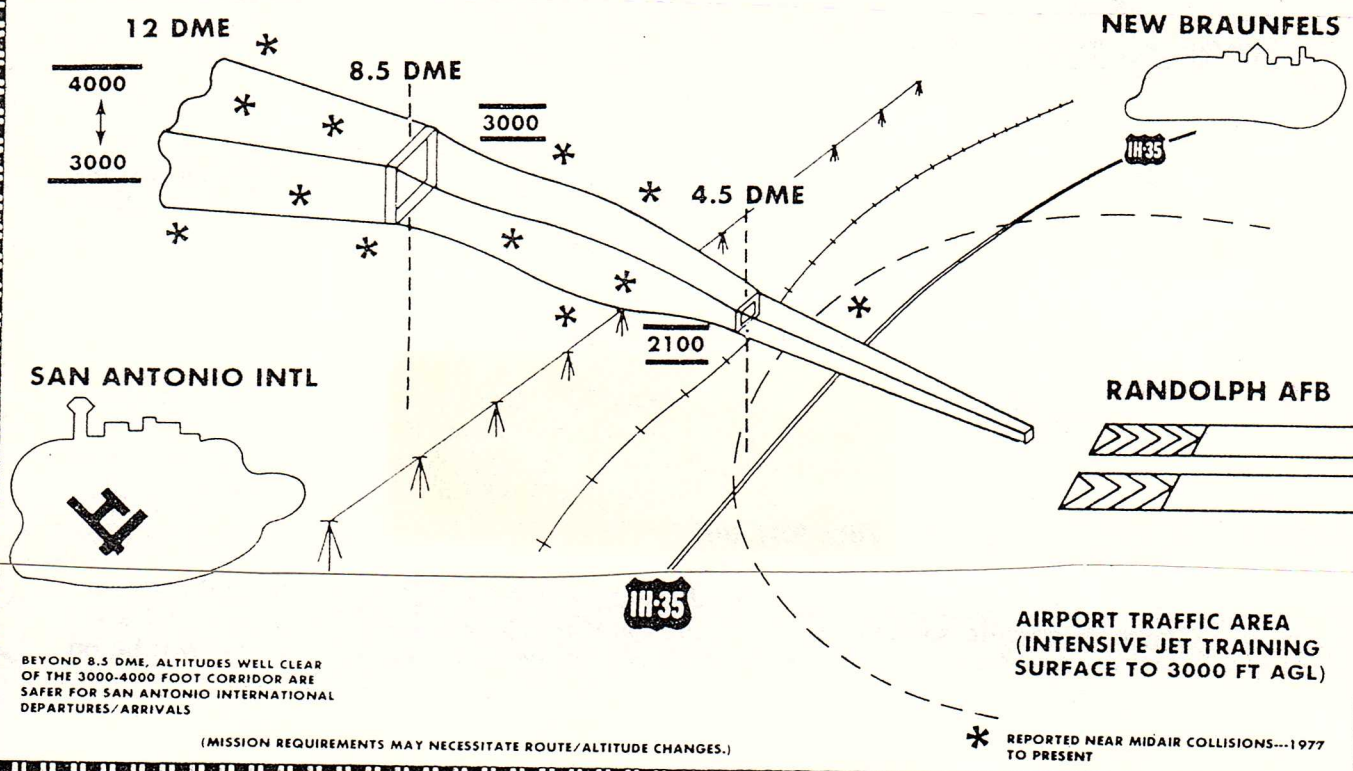 12 DME
NEW BRAUNFELS
8.5 DME
4000
3000
3000
IH-35
4.5 DME
2100
SAN ANTONIO INTL
RANDOLPH AFB
IH-35
AIRPORT TRAFFIC AREA
(INTENSIVE JET TRAINING
SURFACE TO 3000 FT AGL)
BEYOND 8.5 DME, ALTITUDES WELL CLEAR
OF THE 3000-4000 FOOT CORRIDOR ARE
SAFER FOR SAN ANTONIO INTERNATIONAL
DEPARTURES/ARRIVALS
(MISSION REQUIREMENTS MAY NECESSITATE ROUTE/ALTITUDE CHANGES.)
* REPORTED NEAR MIDAIR COLLISIONS---1977
TO PRESENT